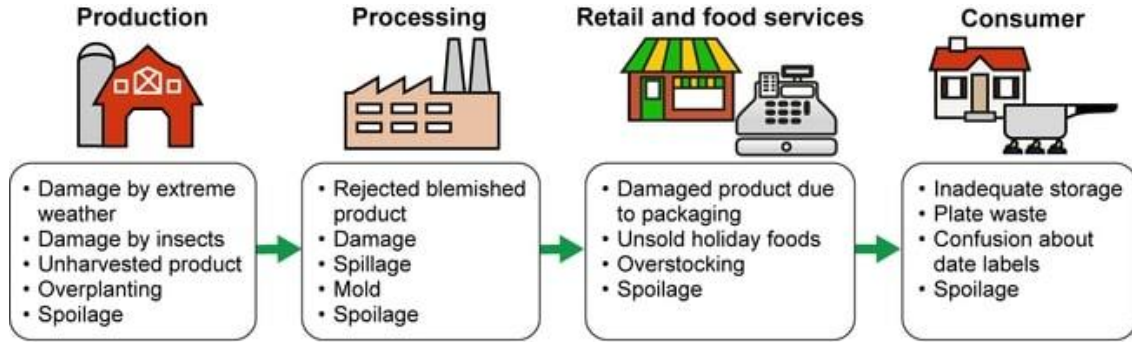 Production
• Damage by extreme
weather
• Damage by insects
• Unharvested product
• Overplanting
• Spoilage
Processing
• Rejected blemished
product
• Damage
• Spillage
• Mold
• Spoilage
Retail and food services
• Damaged product due
to packaging
• Unsold holiday foods
• Overstocking
• Spoilage
Consumer
• Inadequate storage
• Plate waste
• Confusion about
date labels
• Spoilage